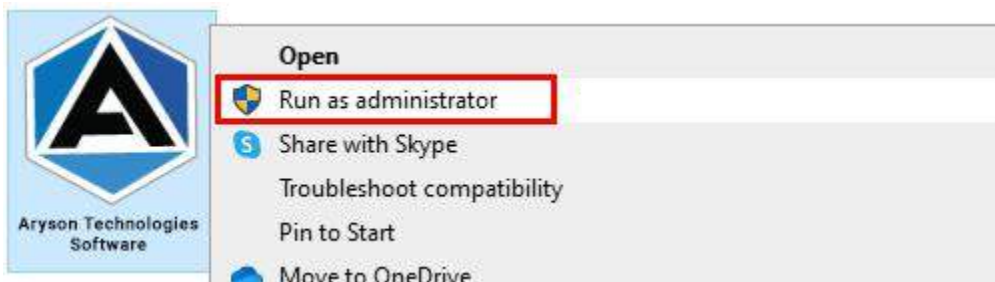 Open
Run as administrator
Share with Skype
Troubleshoot compatibility
Aryson Technologies
Software
Pin to Start
Move to OneDrive